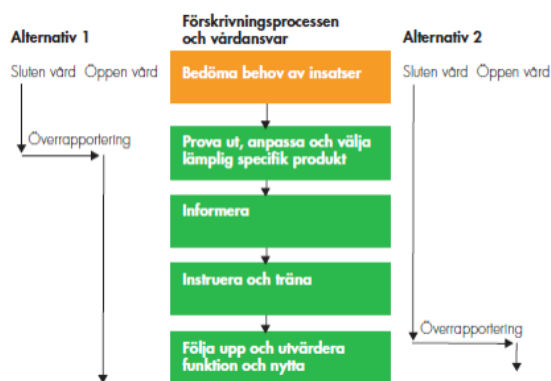 Alternativ 1
Sluten vård Öppen vård
Överrapportering
Förskrivningsprocessen
och vårdansvar
Bedöma behov av insatser
Prova ut, anpassa och välja
lämplig specifik produkt
Informera
Instruera och träna
Följa upp och utvärdera
funktion och nytta
Alternativ 2
Sluten vård Öppen vård
Överrapportering